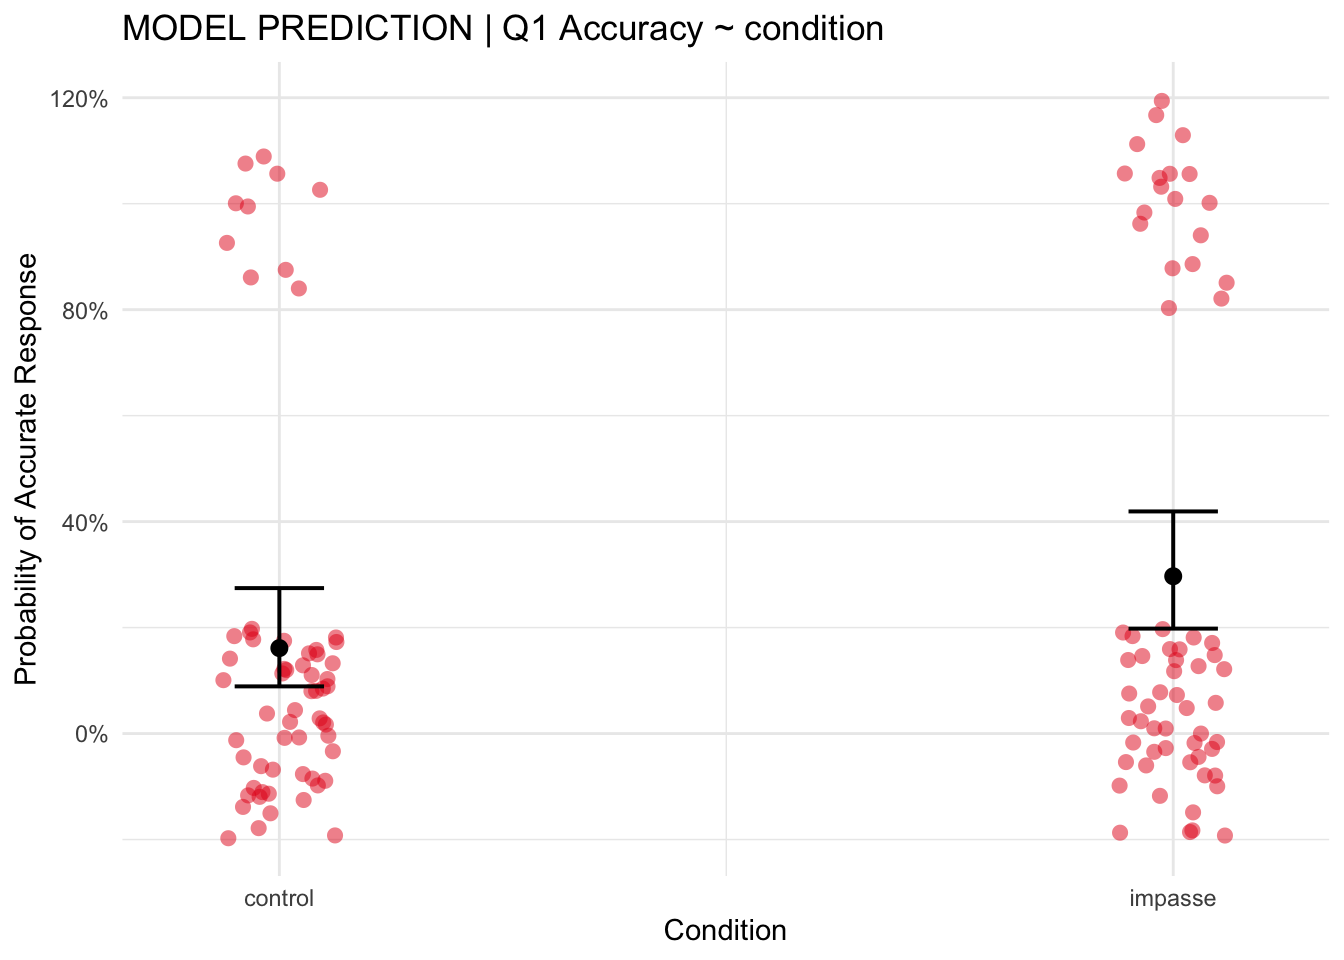 MODEL PREDICTION | Q1 Accuracy ~ condition
Probability of Accurate Response
120%
80%
40%
0%
control
impasse
Condition